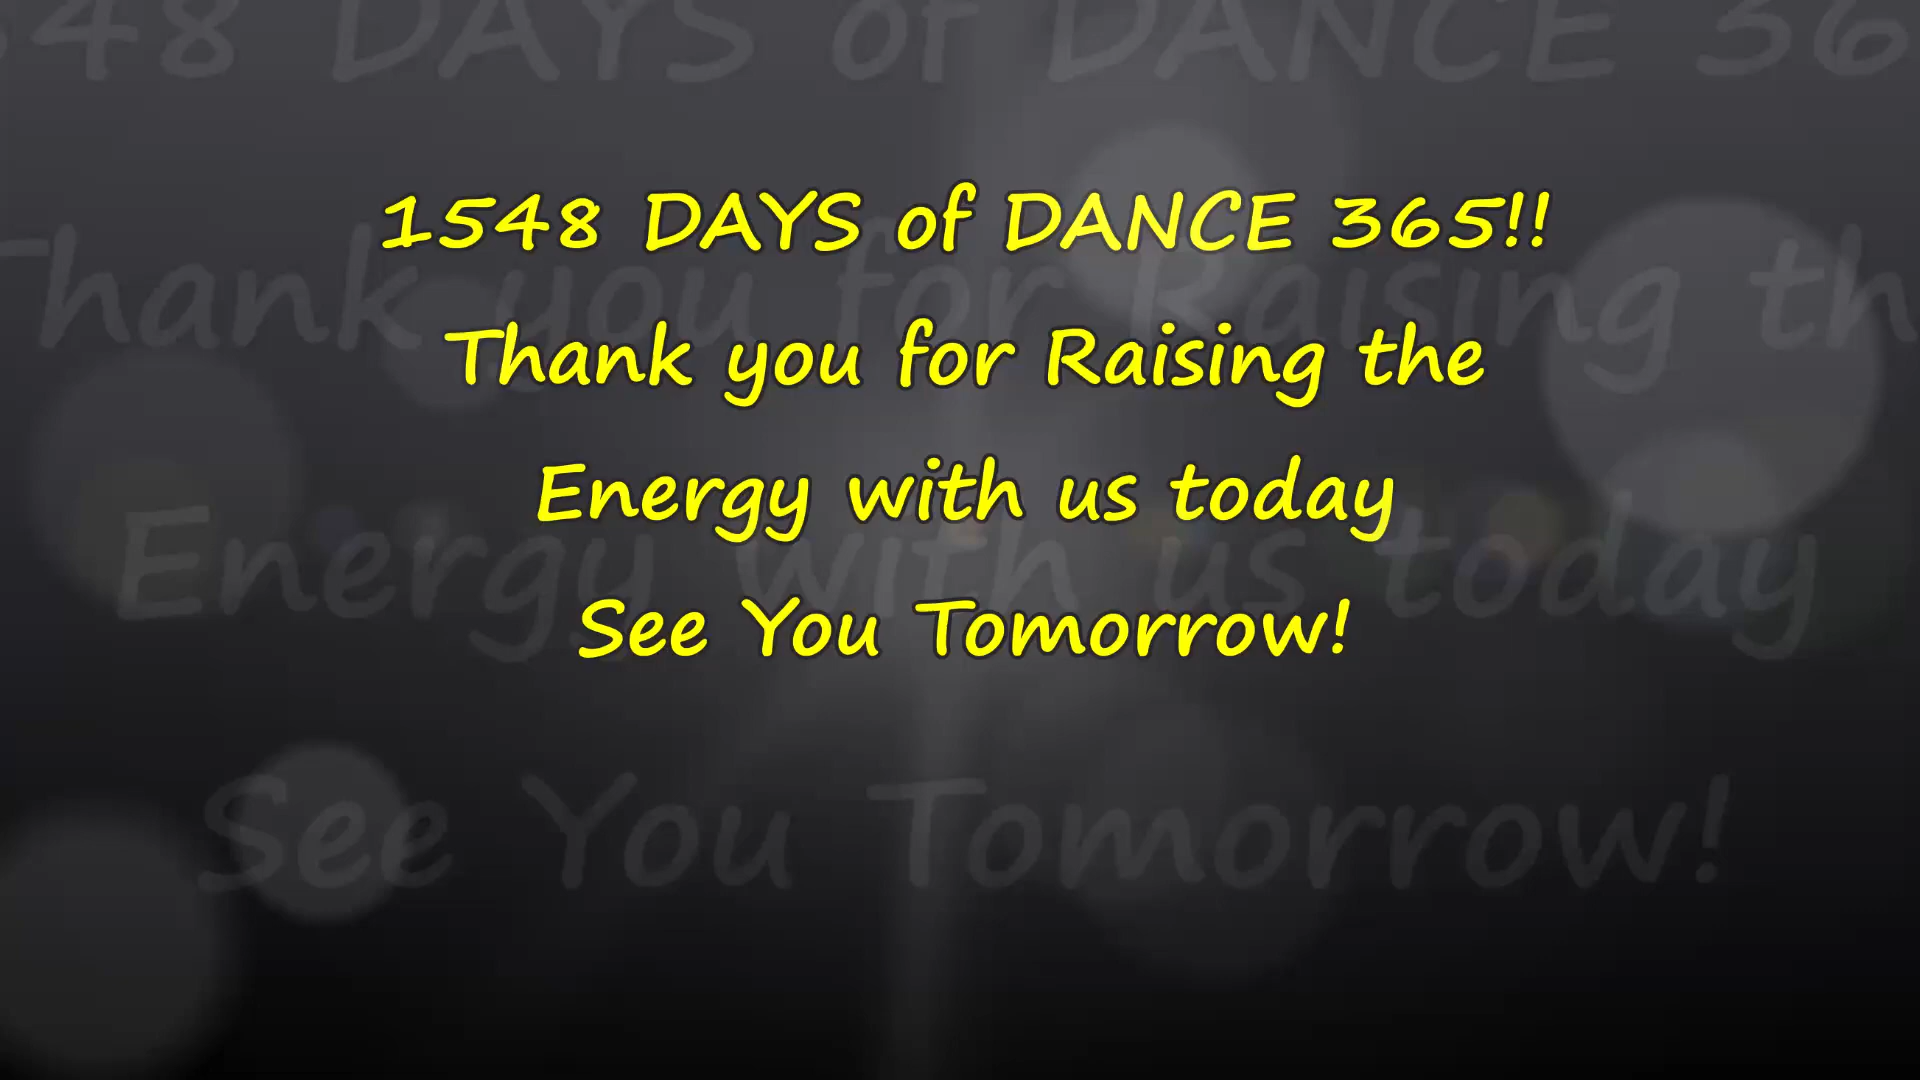 1548 DAYS of DANCE 365!!
Thank you for Raising the
Energy with us today
See You Tomorrow!